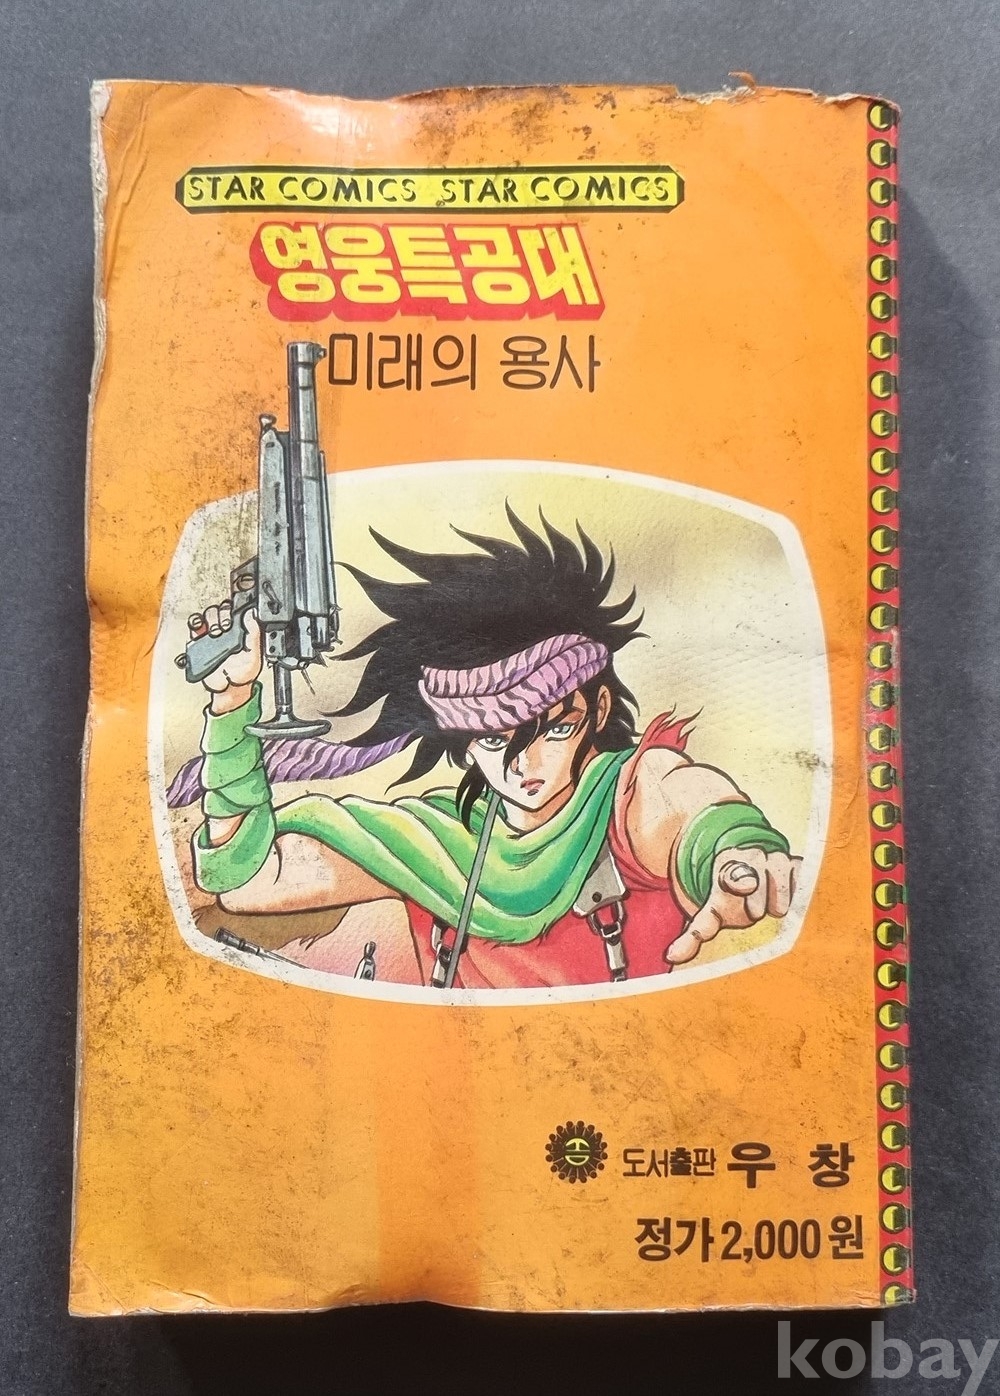 STAR COMICS STAR COMICS
영웅특공대
미래의 용사
도서출판 우 창
정가 2,000 원
kobay